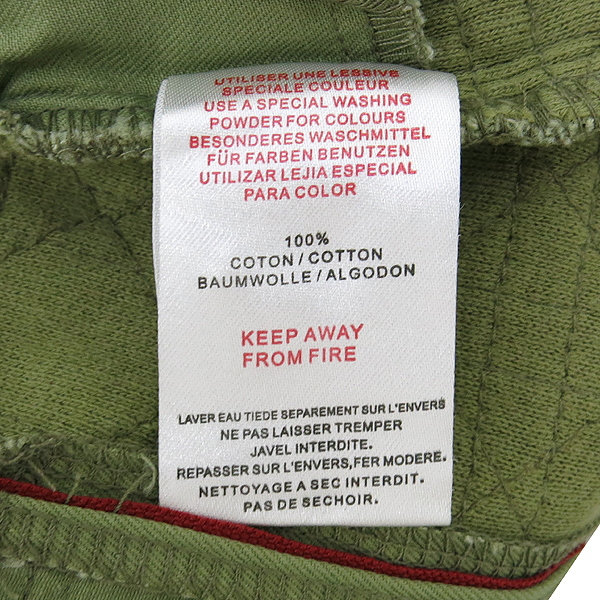 UTILISER UNE LESSIVE
SPECIALE COULEUR
USE A SPECIAL WASHING
POWDER FOR COLOURS
BESONDERES WASCHMITTEL
FÜR FARBEN BENUTZEN
UTILIZAR LEJIA ESPECIAL
PARA COLOR
100%
COTON / COTTON
BAUMWOLLE / ALGODON
KEEP AWAY
FROM FIRE
LAVER EAU TIEDE SEPAREMENT SUR L'ENVERS
NE PAS LAISSER TREMPER
JAVEL INTERDITE.
REPASSER SUR L'ENVERS, FER MODERE.
NETTOYAGE A SEC INTERDIT.
PAS DE SECHOIR.